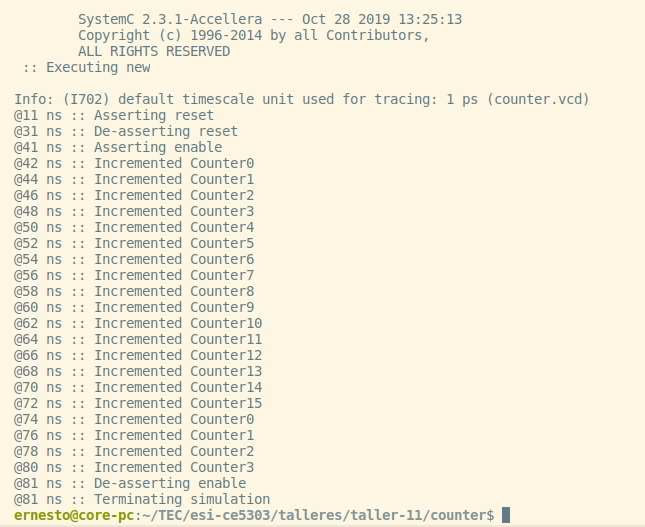 SystemC 2.3.1-Accellera --- Oct 28 2019 13:25:13
Copyright (c) 1996-2014 by all Contributors,
ALL RIGHTS RESERVED
:: Executing new
Info: (I702) default timescale unit used for tracing: 1 ps (counter.vcd)
@11 ns :: Asserting reset
@31 ns :: De-asserting reset
@41 ns :: Asserting enable
@42 ns :: Incremented Counter0
@44 ns :: Incremented Counter1
@46 ns :: Incremented Counter2
@48 ns :: Incremented Counter3
@50 ns :: Incremented Counter4
@52 ns :: Incremented Counter5
@54 ns :: Incremented Counter6
@56 ns :: Incremented Counter7
@58 ns :: Incremented Counter8
@60 ns :: Incremented Counter9
@62 ns :: Incremented Counter10
@64 ns :: Incremented Counter11
@66 ns :: Incremented Counter12
@68 ns :: Incremented Counter13
@70 ns :: Incremented Counter14
@72 ns :: Incremented Counter15
@74 ns :: Incremented Counter0
@76 ns :: Incremented Counter1
@78 ns :: Incremented Counter2
@80 ns :: Incremented Counter3
@81 ns :: De-asserting enable
@81 ns :: Terminating simulation
ernesto@core-pc:~/TEC/esi-ce5303/talleres/taller-11/counter$